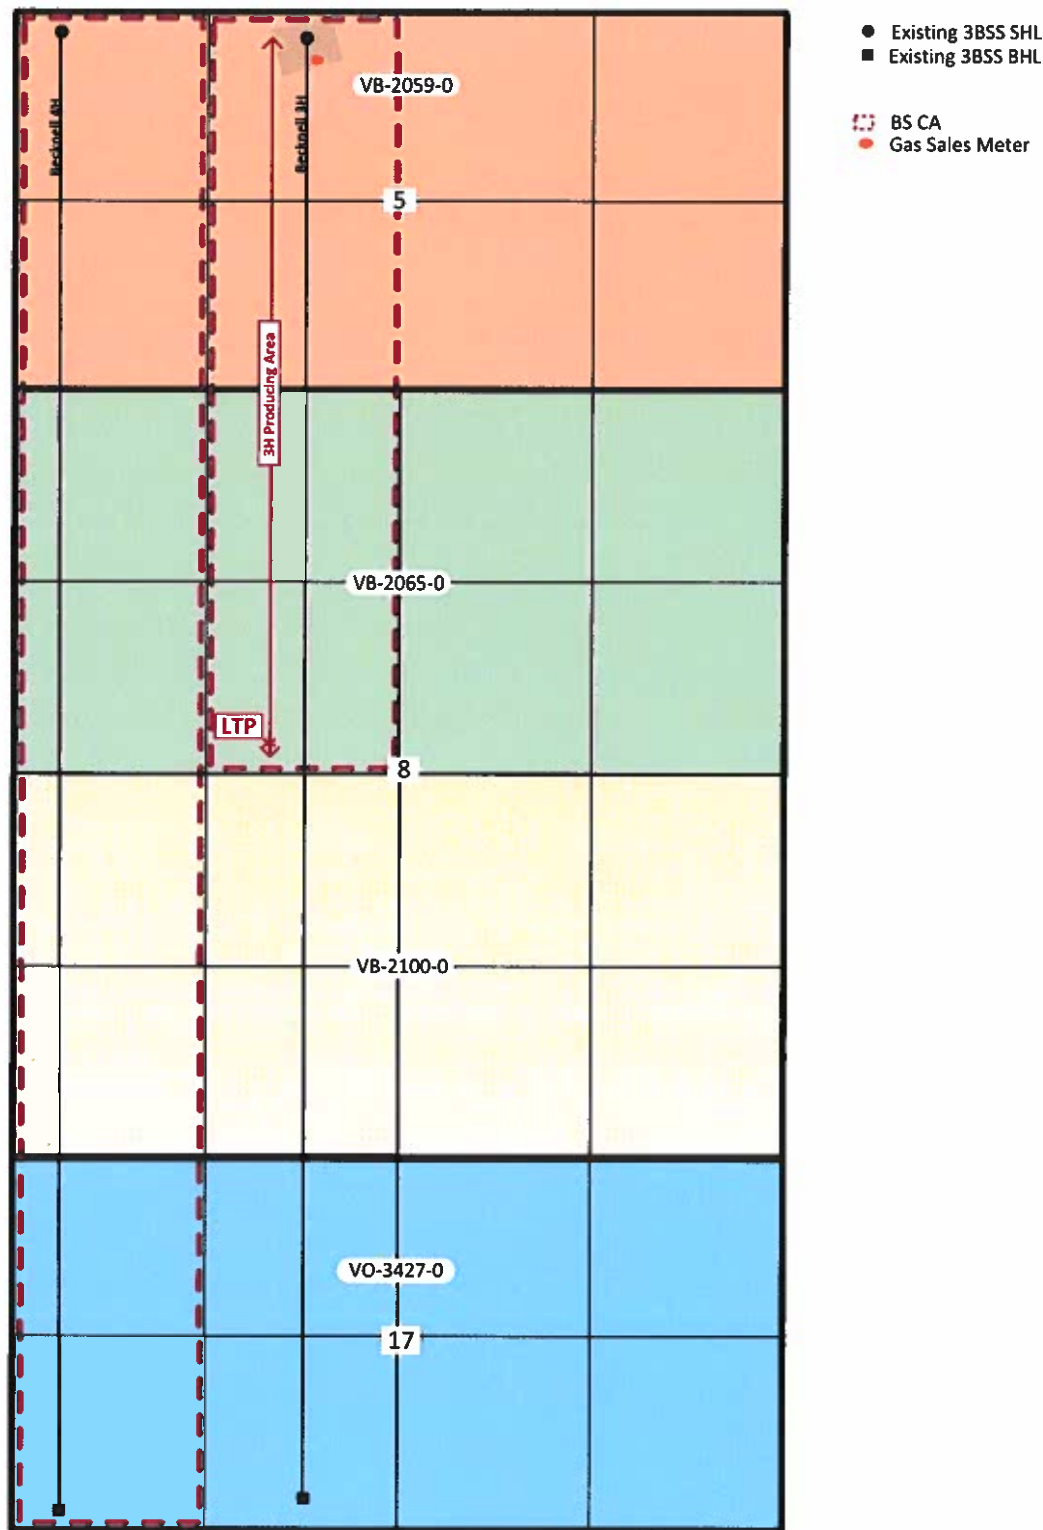 Existing 3BSS SHL
Existing 3BSS BHL
BS CA
Gas Sales Meter
Becknell 4H
Becknell 3H
VB-2059-0
5
3H Producing Area
VB-2065-0
LTP
8
VB-2100-0
VO-3427-0
17